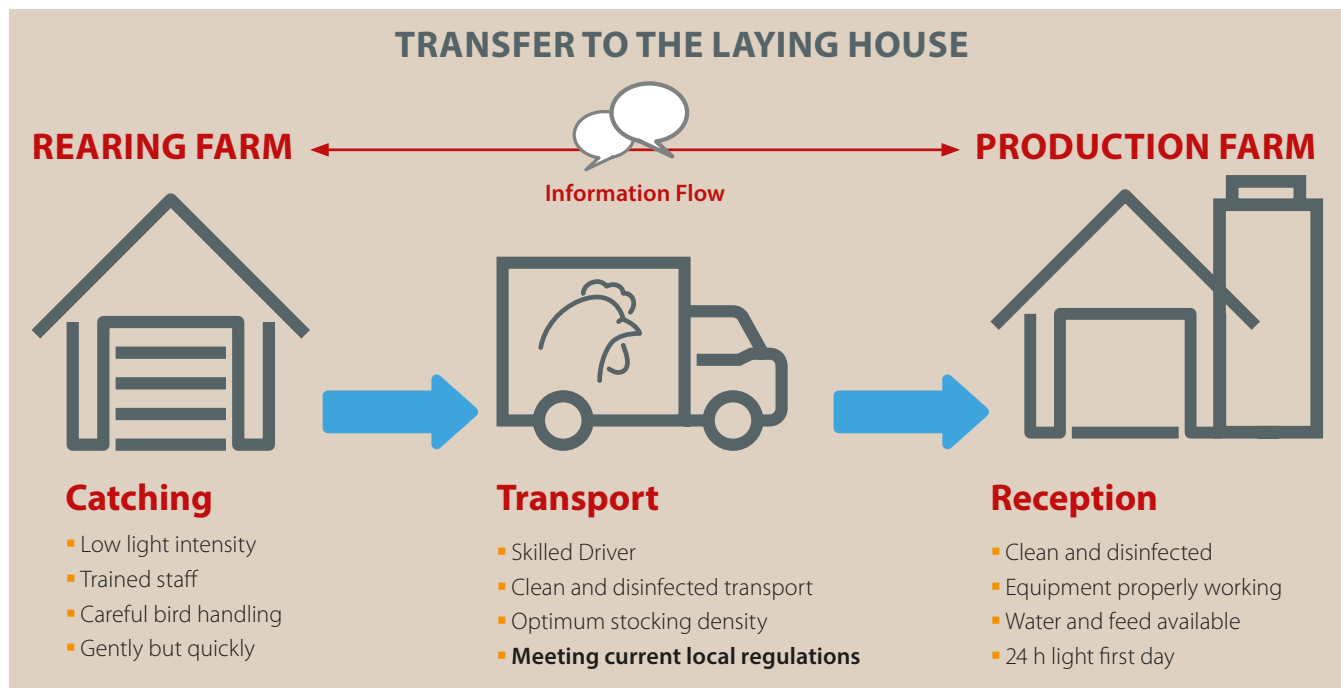 TRANSFER TO THE LAYING HOUSE
REARING FARM
PRODUCTION FARM
Information Flow
Catching
▪ Low light intensity
▪ Trained staff
▪ Careful bird handling
▪ Gently but quickly
Transport
▪ Skilled Driver
▪ Clean and disinfected transport
▪ Optimum stocking density
▪ Meeting current local regulations
Reception
▪ Clean and disinfected
▪ Equipment properly working
▪ Water and feed available
▪ 24 h light first day